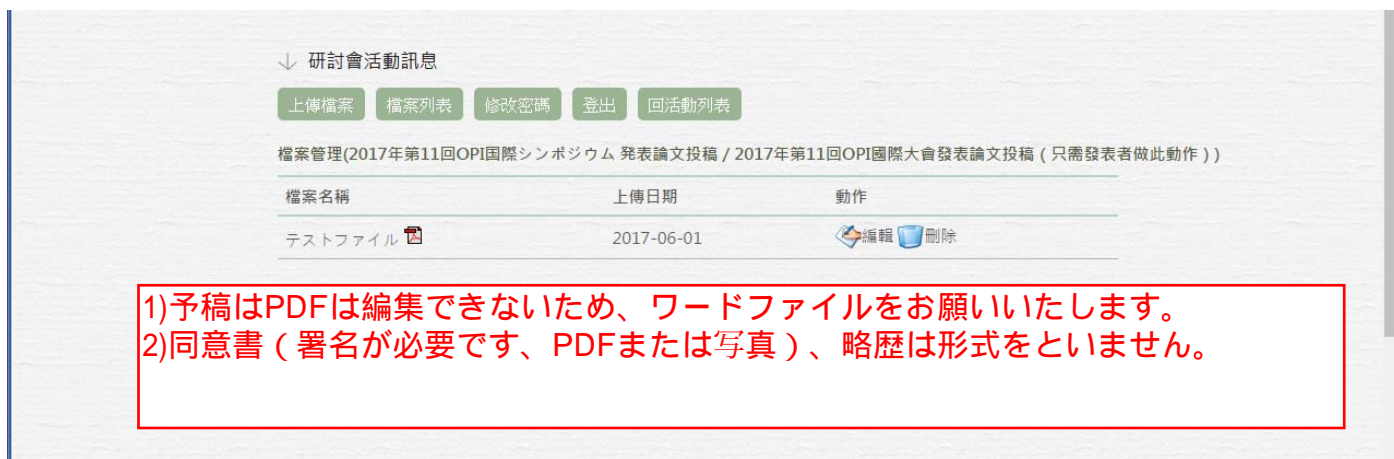 研討會活動訊息
上傳檔案 檔案列表 修改密碼 登出 回活動列表
檔案管理(2017年第11回OPI国際シンポジウム 発表論文投稿 / 2017年第11回OPI國際大會發表論文投稿 ( 只需發表者做此動作 ) )
檔案名稱 上傳日期 動作
テストファイル 2017-06-01 編輯 刪除
1)予稿はPDFは編集できないため、ワードファイルをお願いいたします。
2)同意書 ( 署名が必要です、PDFまたは写真 ) 、略歴は形式をといません。